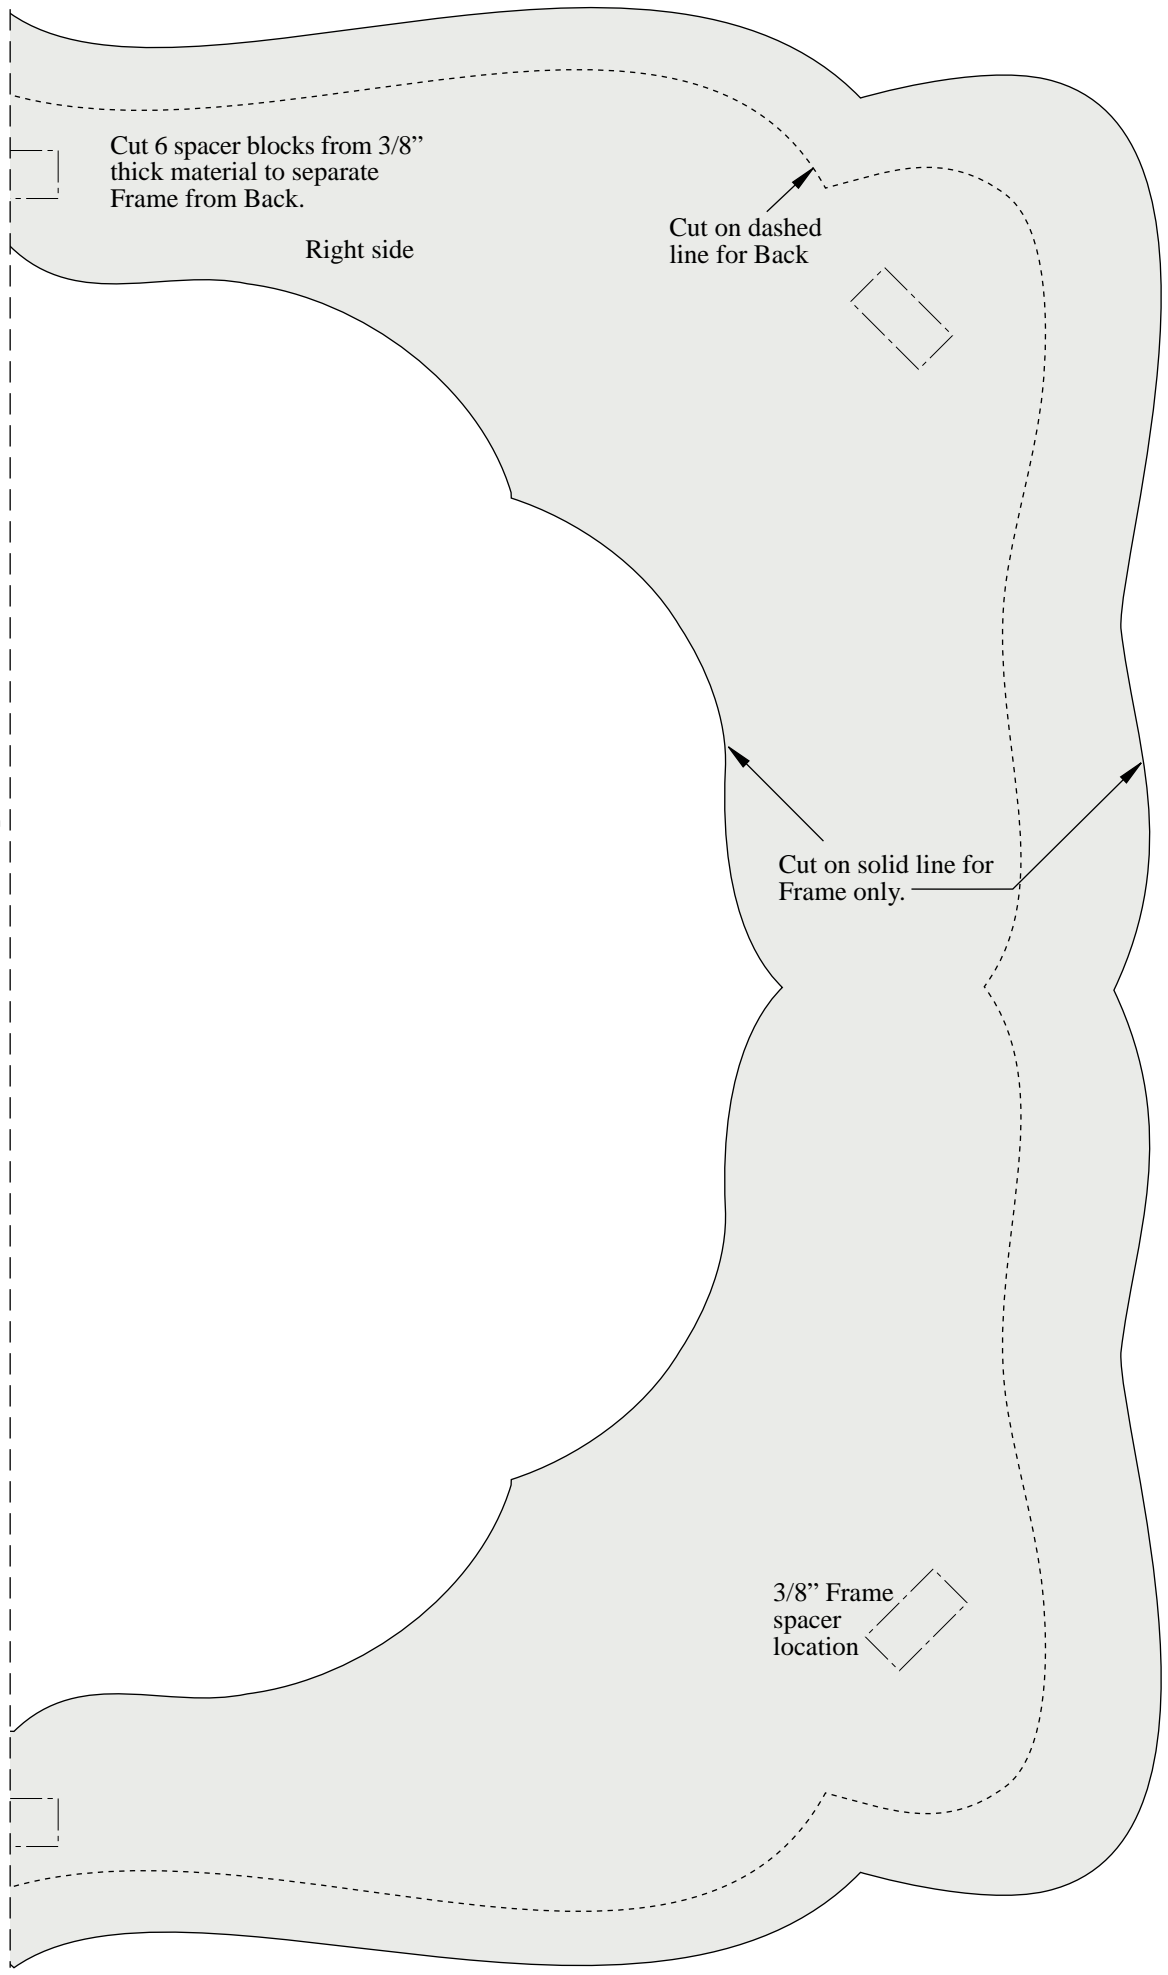 Cut 6 spacer blocks from 3/8”
thick material to separate
Frame from Back.
Right side
Cut on dashed
line for Back
Cut on solid line for
Frame only.
3/8” Frame
spacer
location